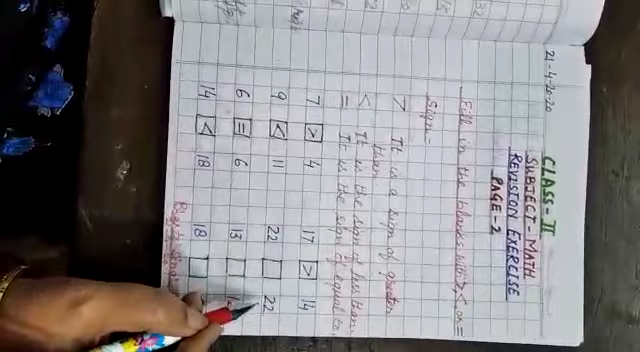 21-4-2020
CLASS-II
SUBJECT-MATH
REVISION EXERCISE
PAGE-2
Fill in the blanks with >, < or =
Sign-
> It is a sign of greater
than
< It is the sign of less than
= It is the sign of equal to
7 > 4 17 > 14
9 < 11 22 22
6 = 6 13
14 < 18 18